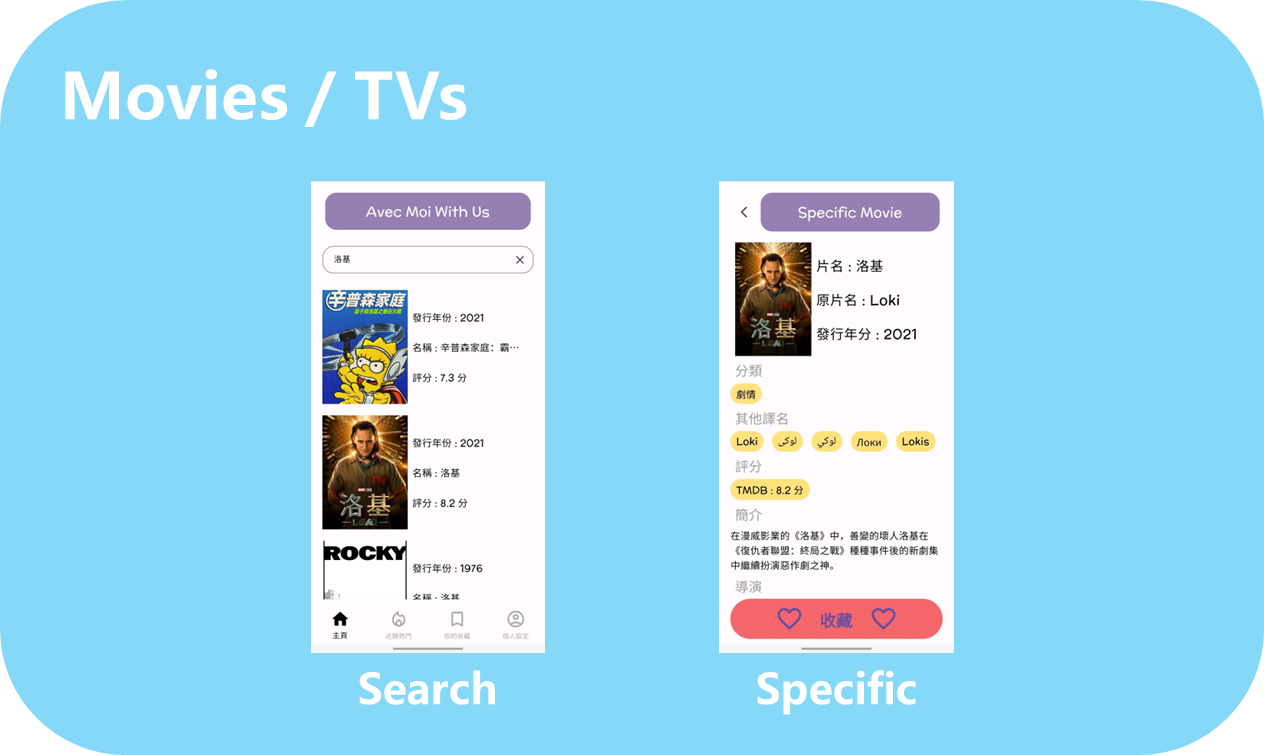 Movies / TVs
Avec Moi With Us
洛基
辛普森家庭
發行年份 : 2021
名稱 : 辛普森家庭：霸…
評分 : 7.3 分
洛基
發行年份 : 2021
名稱 : 洛基
評分 : 8.2 分
ROCKY
發行年份 : 1976
名稱 : 洛基
主頁
近期熱門
你的收藏
個人設定
Search
Specific Movie
洛基
片名 : 洛基
原片名 : Loki
發行年分 : 2021
分類
劇情
其他譯名
Loki
لوکی
لوكي
Локи
Lokis
評分
TMDB : 8.2 分
簡介
在漫威影業的《洛基》中，善變的壞人洛基在
《復仇者聯盟：終局之戰》種種事件後的新劇集
中繼續扮演惡作劇之神。
導演
收藏
Specific